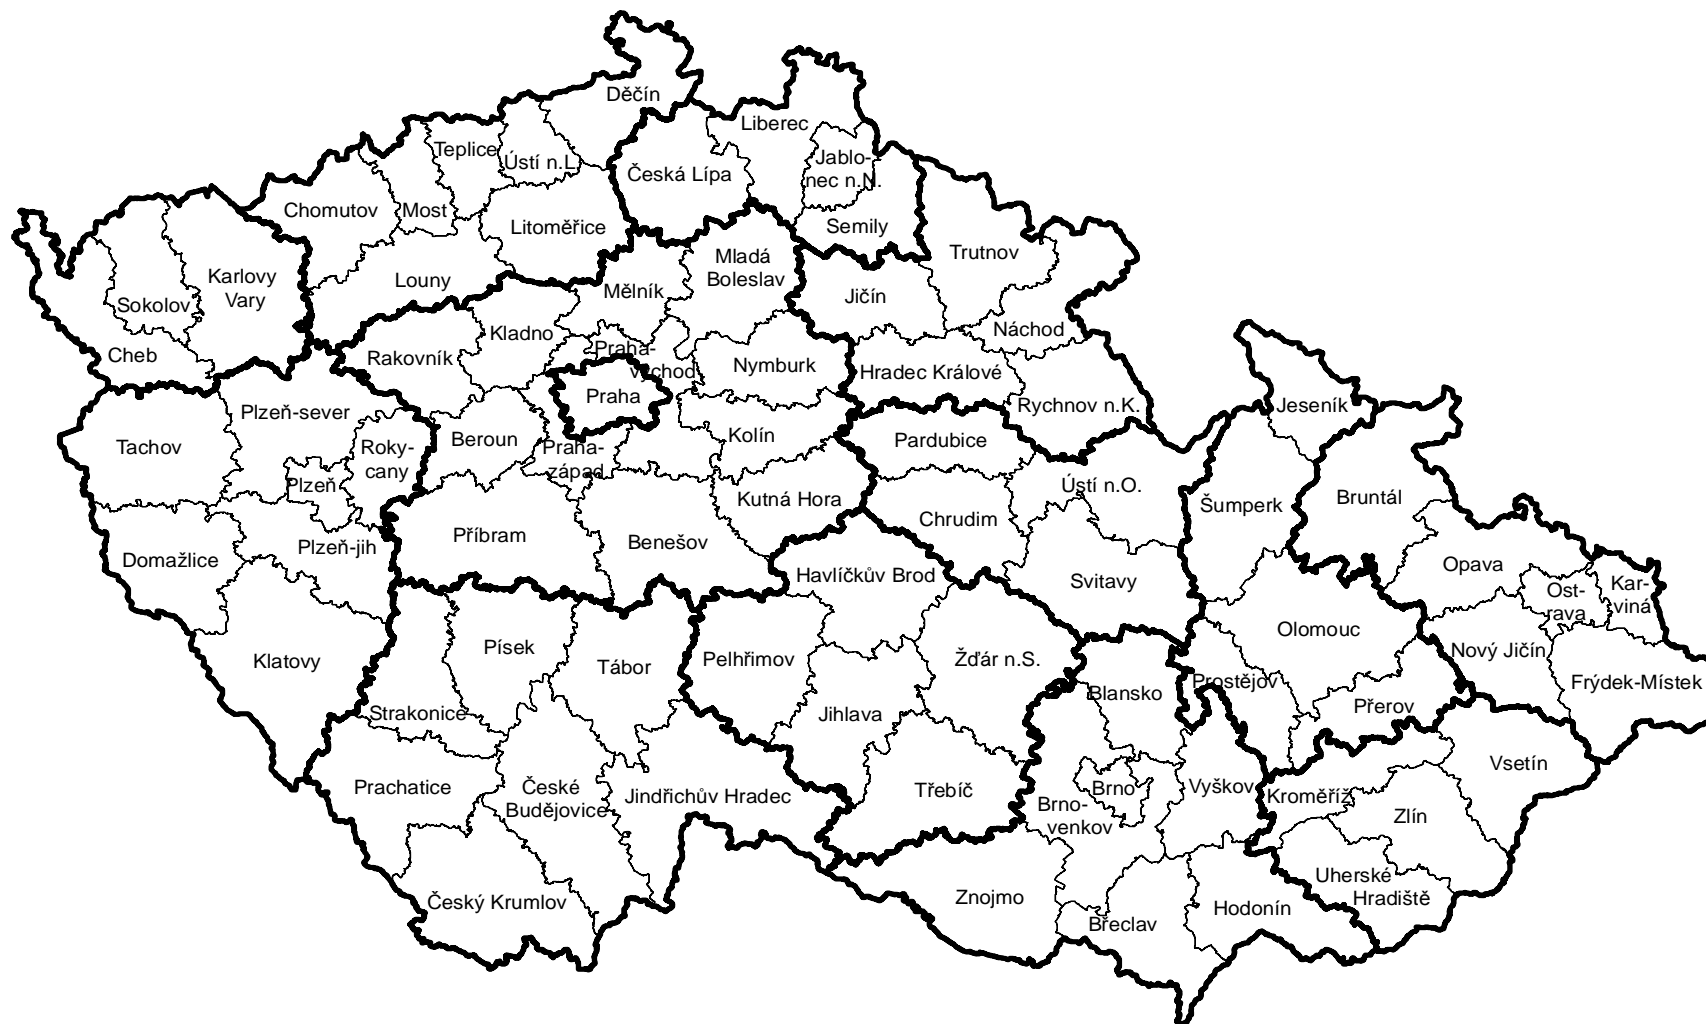 Děčín
Liberec
Teplice
Ústí n.L.
Česká Lípa
Jablo-
nec n.N.
Chomutov
Most
Litoměřice
Semily
Trutnov
Karlovy
Vary
Sokolov
Louny
Mělník
Mladá
Boleslav
Jičín
Cheb
Rakovník
Kladno
Praha-
východ
Nymburk
Náchod
Hradec Králové
Rychnov n.K.
Praha
Jeseník
Tachov
Plzeň-sever
Roky-
cany
Beroun
Praha-
západ
Kolín
Pardubice
Plzeň
Kutná Hora
Ústí n.O.
Šumperk
Bruntál
Domažlice
Plzeň-jih
Příbram
Benešov
Chrudim
Havlíčkův Brod
Svitavy
Opava
Ost-
rava
Kar-
viná
Klatovy
Písek
Tábor
Pelhřimov
Žďár n.S.
Olomouc
Nový Jičín
Frýdek-Místek
Strakonice
Jihlava
Blansko
Prostějov
Přerov
Prachatice
České
Budějovice
Jindřichův Hradec
Třebíč
Brno
Brno-
venkov
Vyškov
Kroměříž
Vsetín
Zlín
Český Krumlov
Znojmo
Břeclav
Hodonín
Uherské
Hradiště